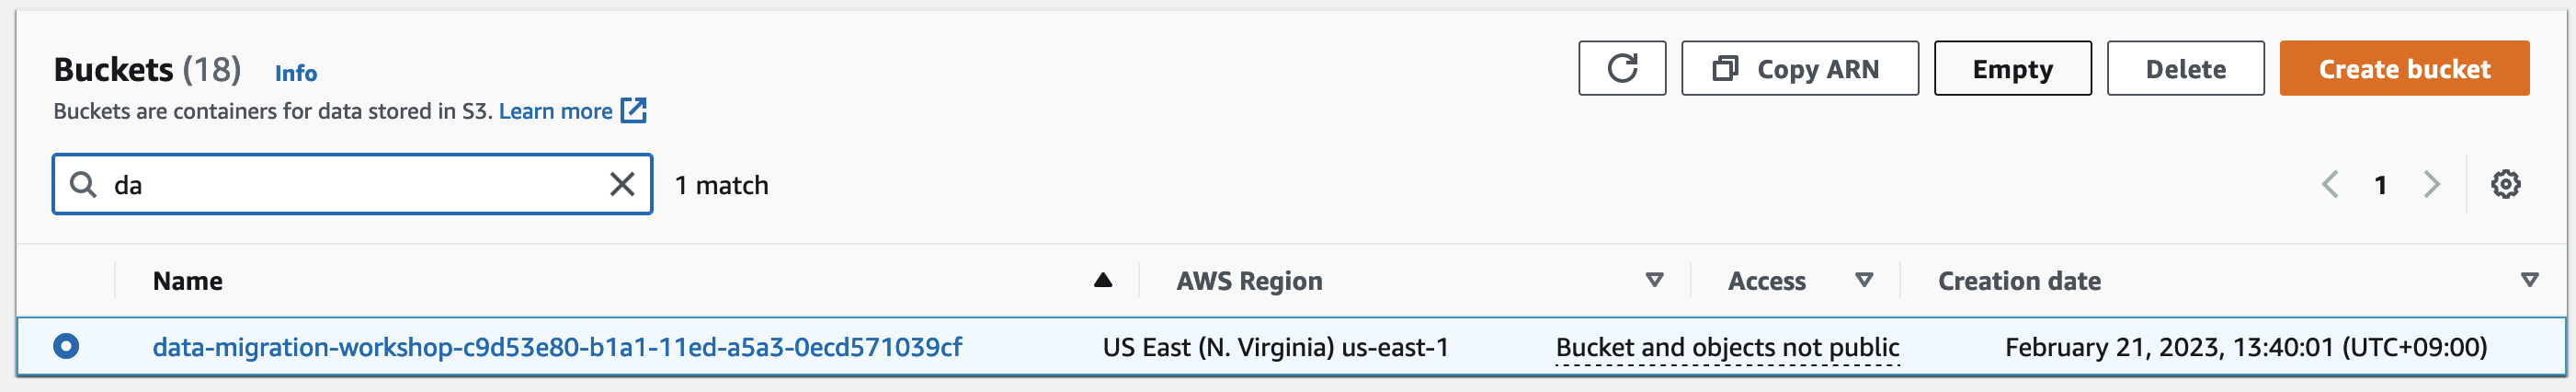 Buckets (18) Info
Copy ARN Empty Delete Create bucket
Buckets are containers for data stored in S3. Learn more
da 1 match 1
Name AWS Region Access Creation date
data-migration-workshop-c9d53e80-b1a1-11ed-a5a3-0ecd571039cf US East (N. Virginia) us-east-1 Bucket and objects not public February 21, 2023, 13:40:01 (UTC+09:00)